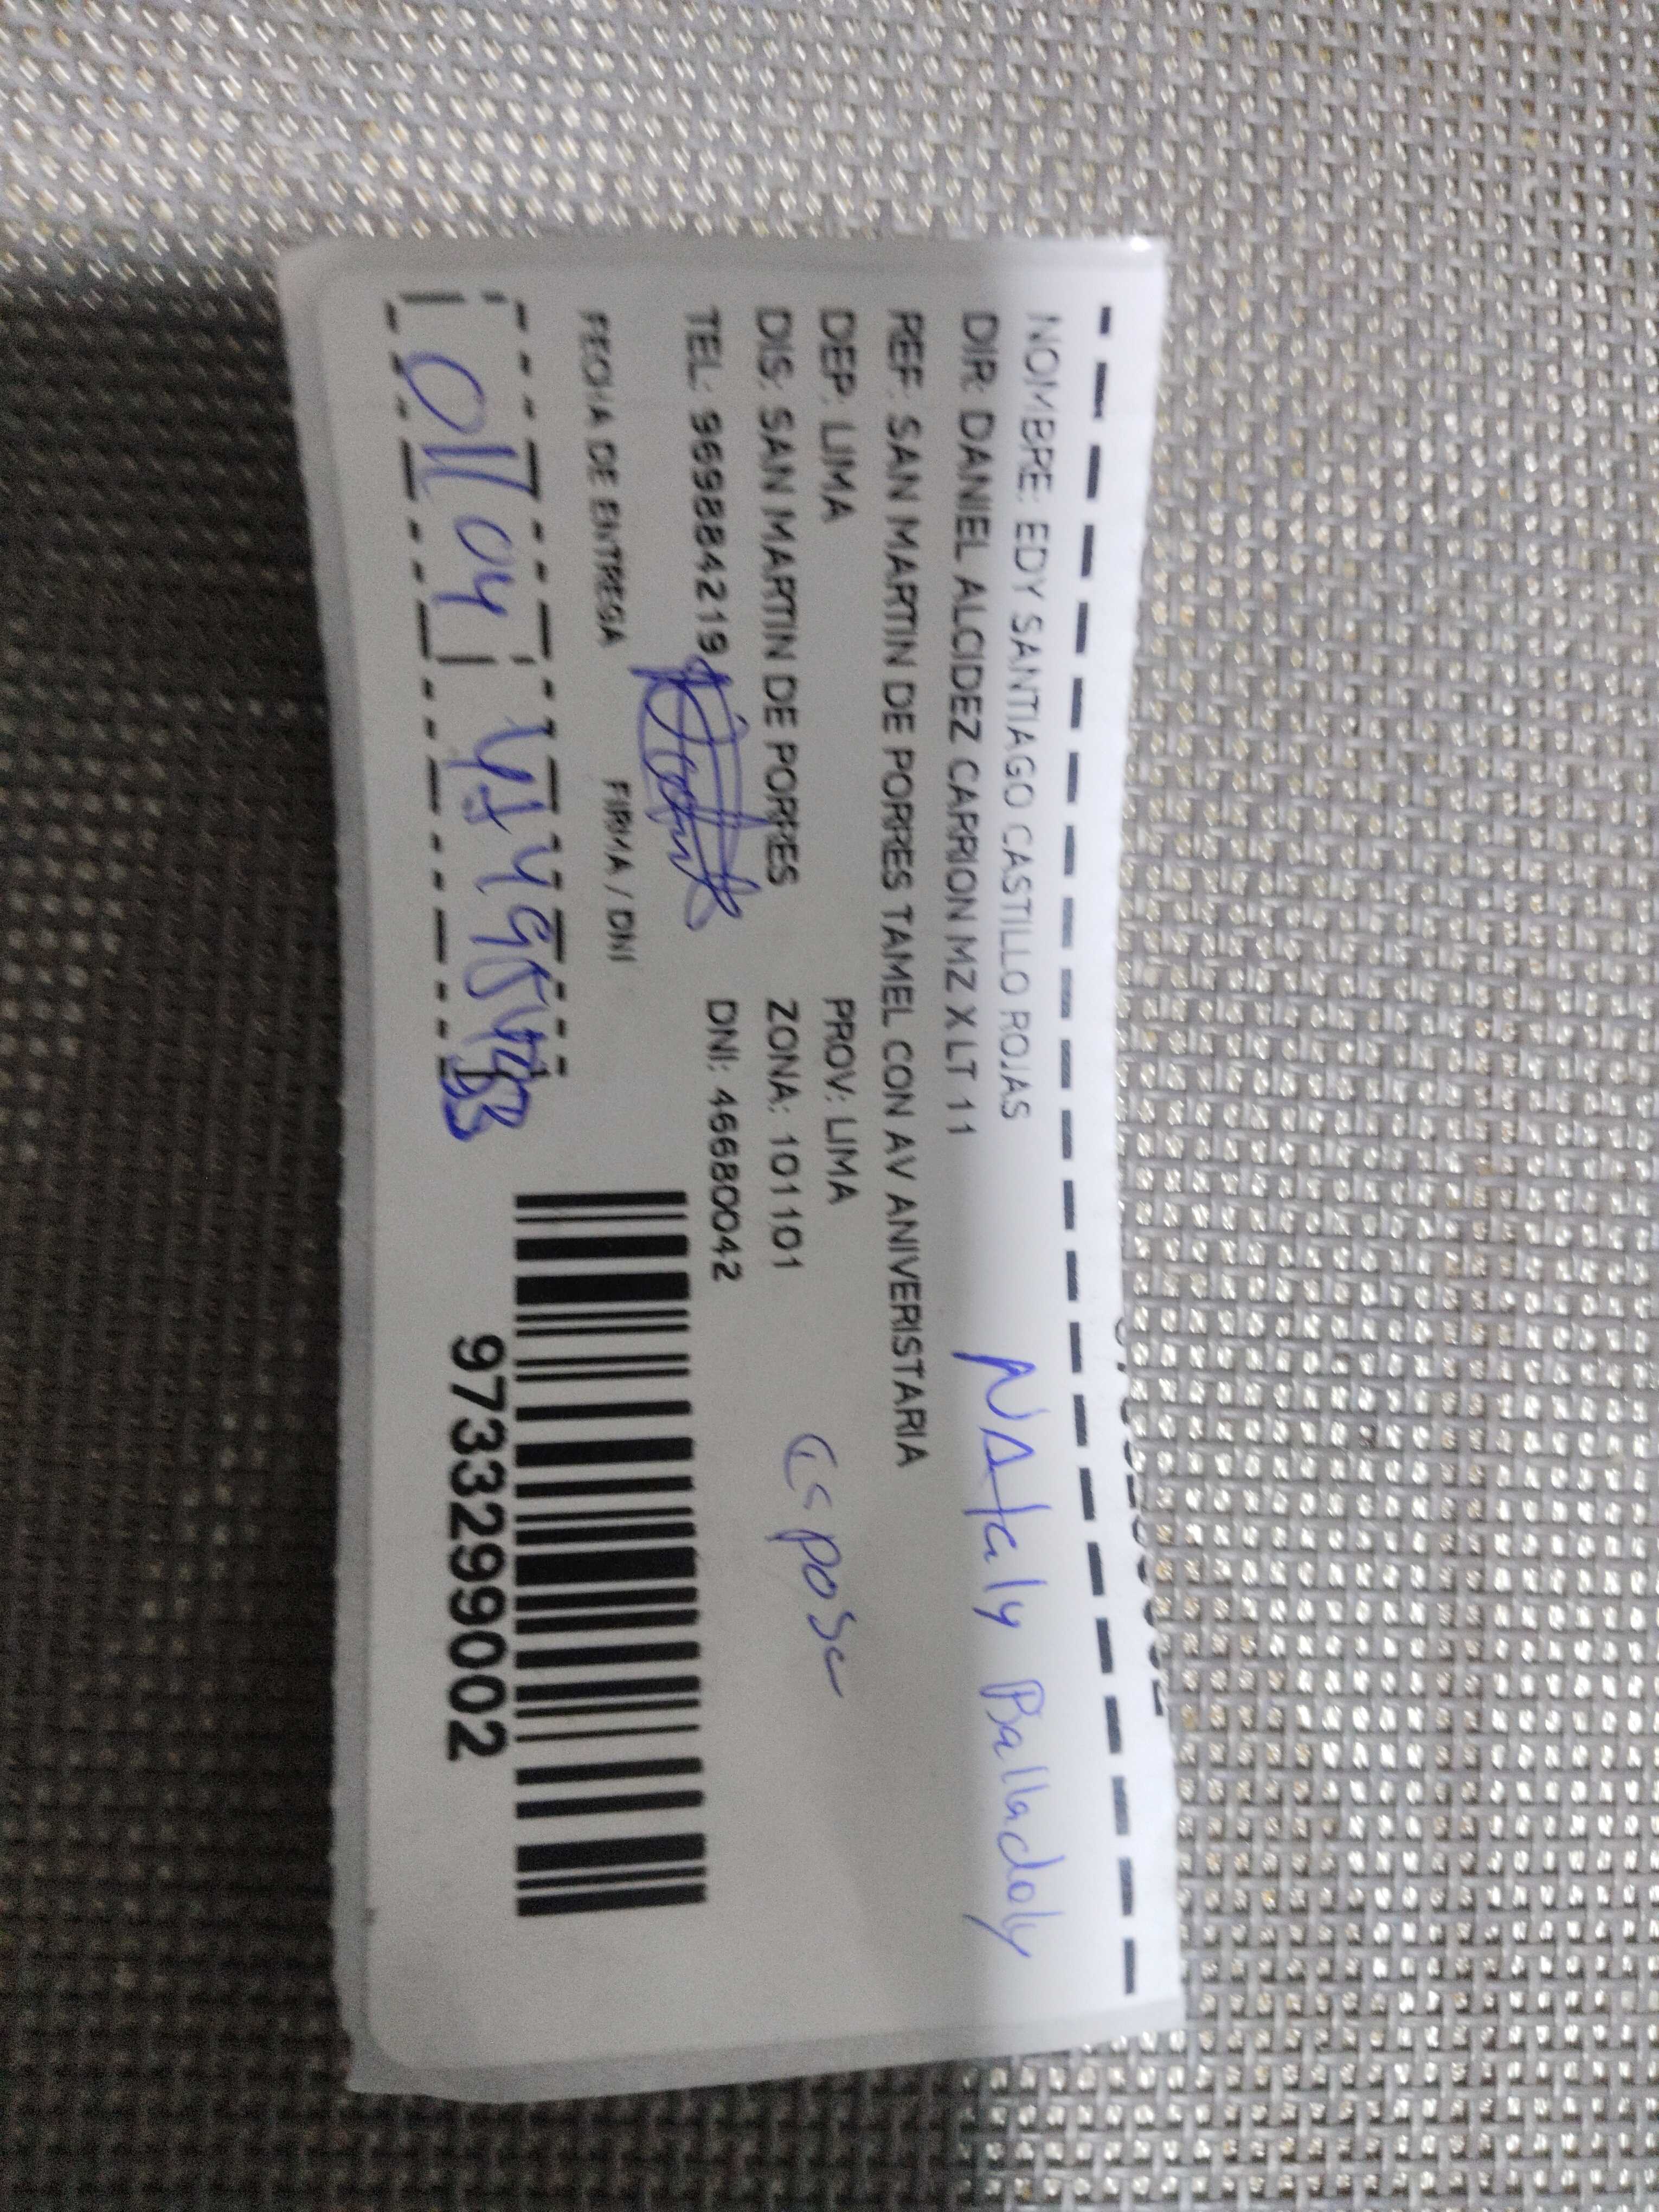 NOMBRE: EDY SANTIAGO CASTILLO ROJAS
DIR: DANIEL ALCIDEZ CARRION MZ X LT 11
NAtaly Balladoly
REF: SAN MARTIN DE PORRES TAMEL CON AV ANIVERISTARIA
DEP: LIMA PROV: LIMA
DIS: SAN MARTIN DE PORRES ZONA: 101101
Esposa
TEL: 969884219 DNI: 46680042
FECHA DE ENTREGA FIRMA / DNI
01/04
9733299002